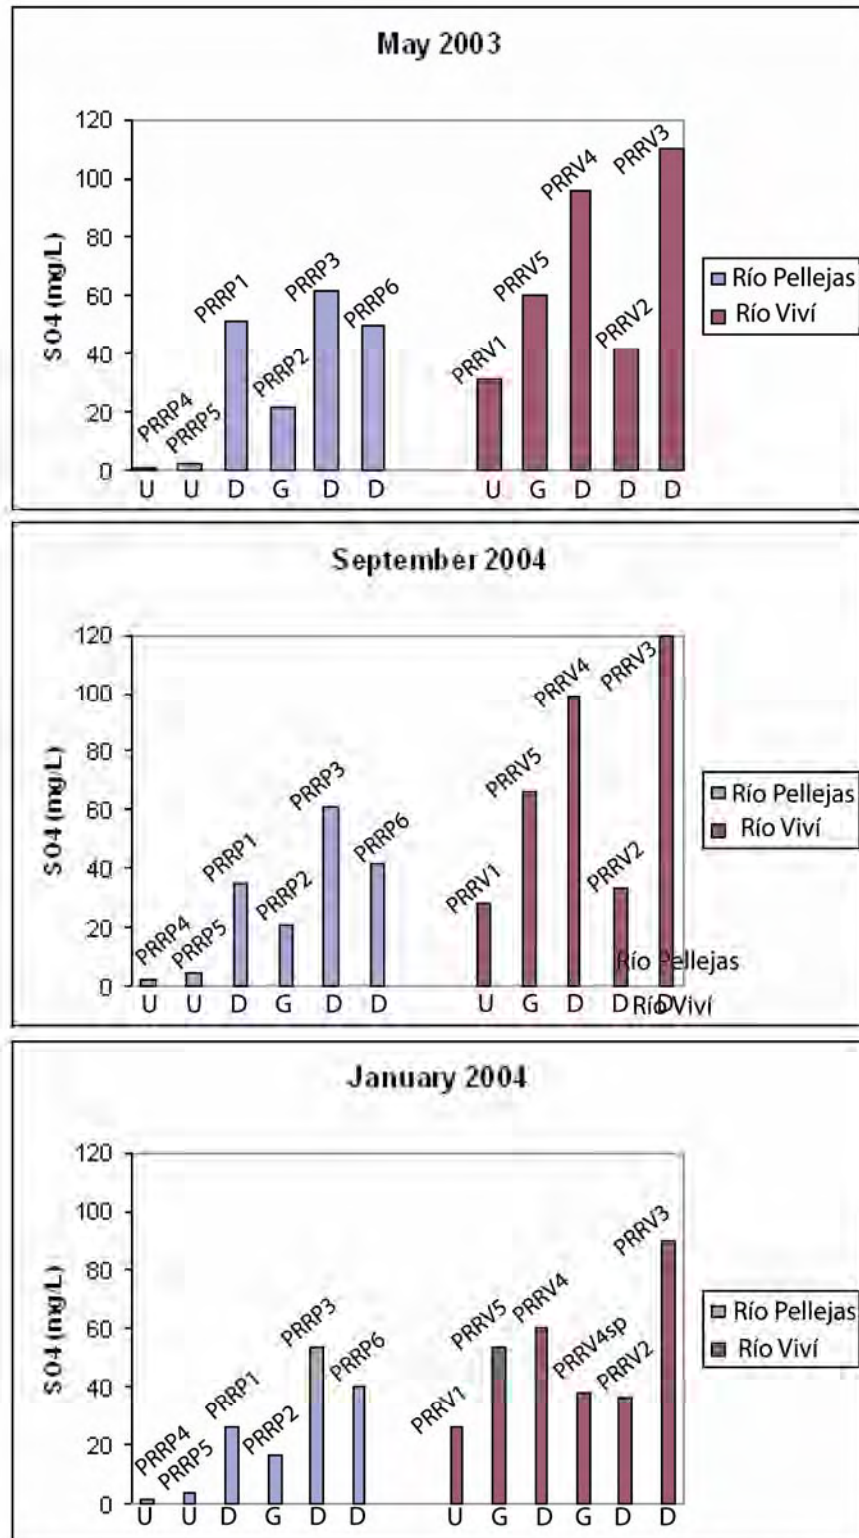 May 2003
SO4 (mg/L)
120
100
80
60
40
20
0
PRRP4
PRRP5
PRRP1
PRRP2
PRRP3
PRRP6
PRRV1
PRRV5
PRRV4
PRRV2
PRRV3
U U D G D D U G D D D
Río Pellejas
Río Viví
September 2004
SO4 (mg/L)
120
100
80
60
40
20
0
PRRP4
PRRP5
PRRP1
PRRP2
PRRP3
PRRP6
PRRV1
PRRV5
PRRV4
PRRV2
PRRV3
U U D G D D U G D D D
Río Pellejas
Río Viví
Río Pellejas
Río Viví
January 2004
SO4 (mg/L)
120
100
80
60
40
20
0
PRRP4
PRRP5
PRRP1
PRRP2
PRRP3
PRRP6
PRRV1
PRRV5
PRRV4
PRRV4sp
PRRV2
PRRV3
U U D G D D U G D G D D
Río Pellejas
Río Viví